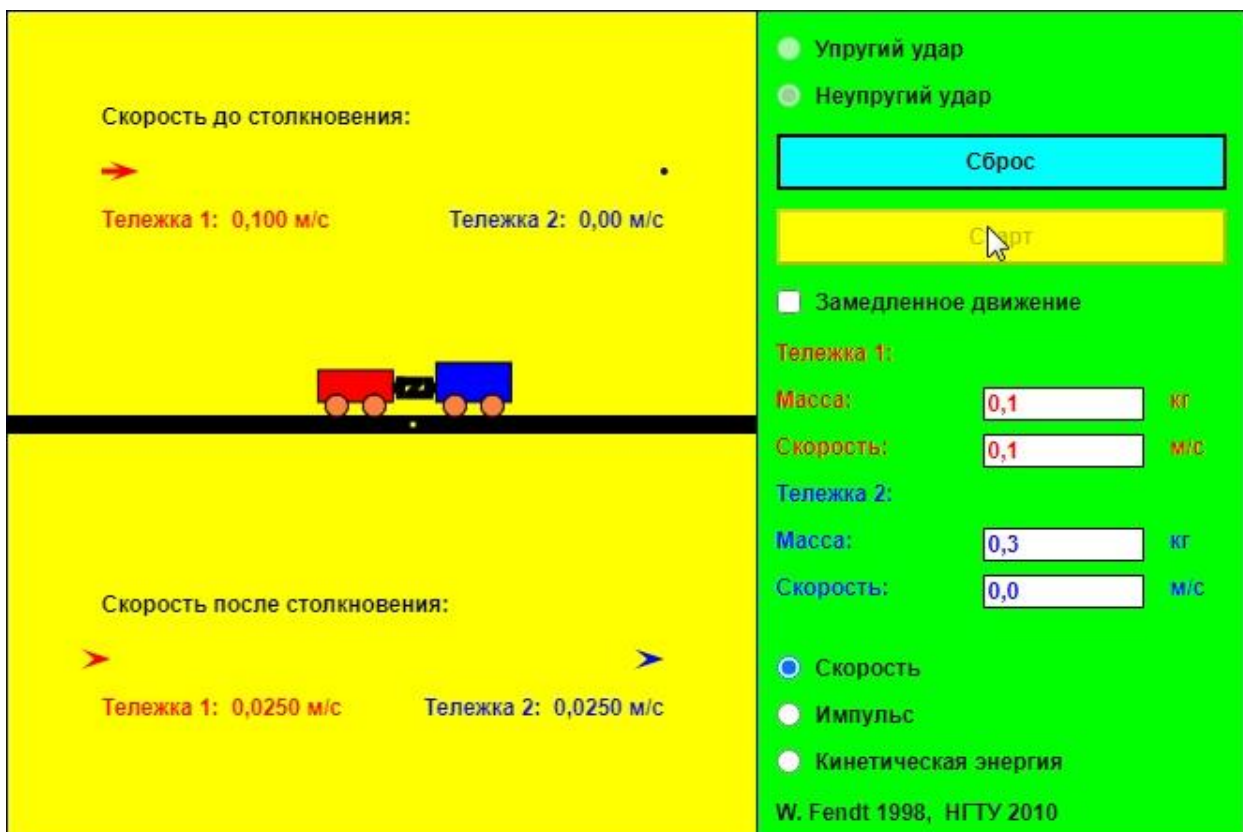 Скорость до столкновения:
Тележка 1: 0,100 м/с Тележка 2: 0,00 м/с
Скорость после столкновения:
Тележка 1: 0,0250 м/с Тележка 2: 0,0250 м/с
Упругий удар
Неупругий удар
Сброс
Старт
Замедленное движение
Тележка 1:
Масса: 0,1 кг
Скорость: 0,1 м/с
Тележка 2:
Масса: 0,3 кг
Скорость: 0,0 м/с
Скорость
Импульс
Кинетическая энергия
W. Fendt 1998, НГТУ 2010